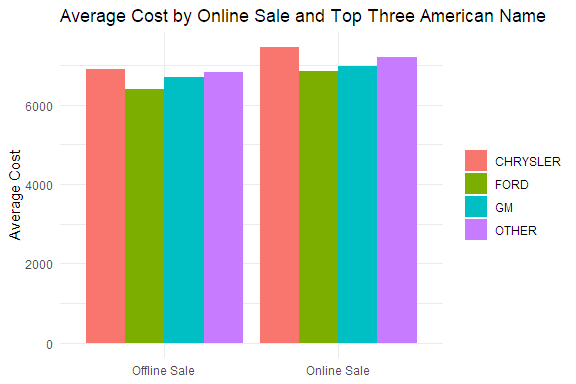 Average Cost by Online Sale and Top Three American Name
Average Cost
6000
4000
2000
0
Offline Sale
Online Sale
CHRYSLER
FORD
GM
OTHER